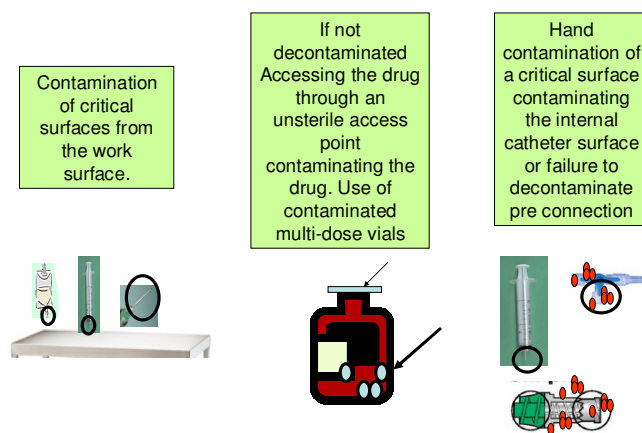 Contamination
of critical
surfaces from
the work
surface.
If not
decontaminated
Accessing the drug
through an
unsterile access
point
contaminating the
drug. Use of
contaminated
multi-dose vials
Hand
contamination of
a critical surface
contaminating
the internal
catheter surface
or failure to
decontaminate
pre connection